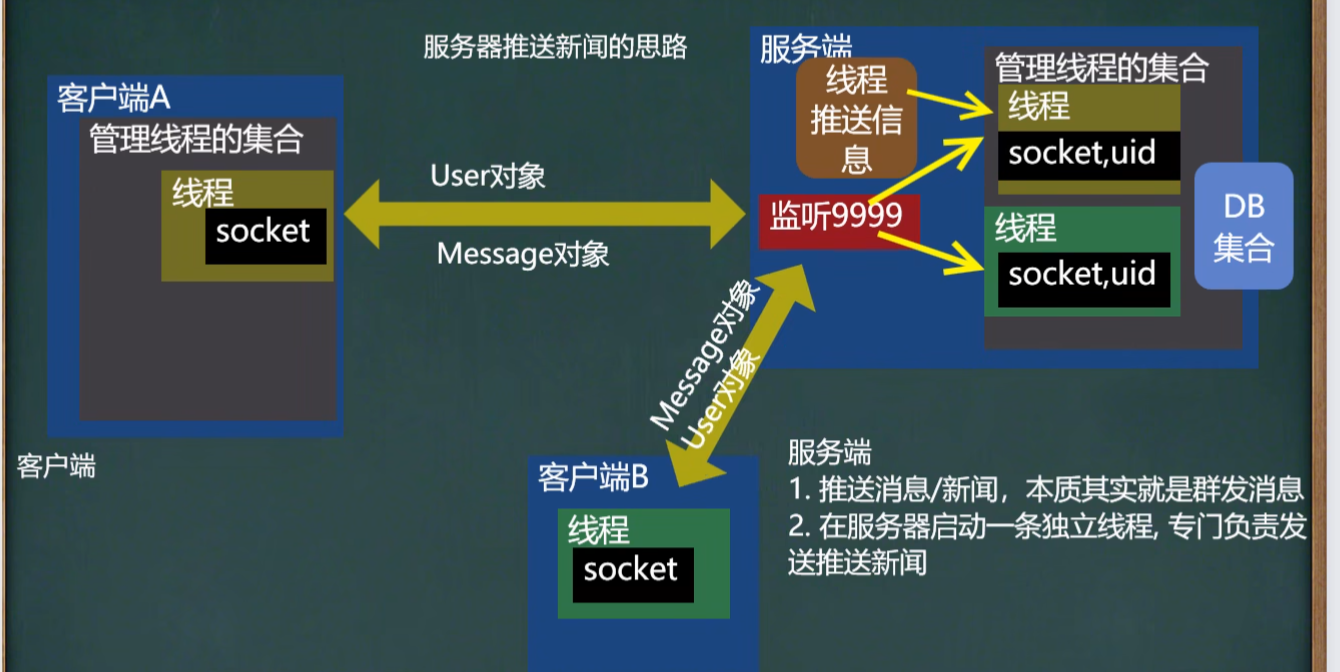 服务器推送新闻的思路
客户端A
管理线程的集合
线程
socket
客户端
User对象
Message对象
服务端
线程
推送信
息
监听9999
管理线程的集合
线程
socket,uid
线程
socket,uid
DB
集合
Message对象
User对象
客户端B
线程
socket
服务端
1. 推送消息/新闻，本质其实就是群发消息
2. 在服务器启动一条独立线程, 专门负责发
送推送新闻